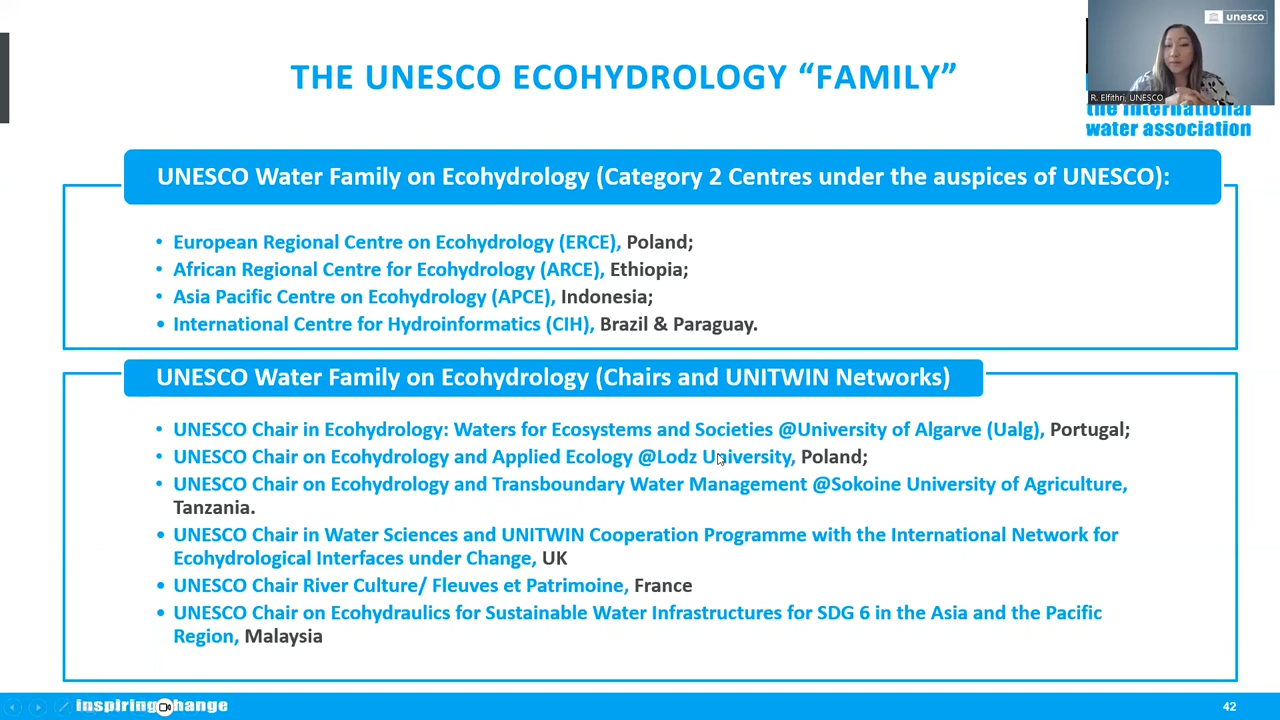 unesco
THE UNESCO ECOHYDROLOGY “FAMILY”
R. Elfithri, UNESCO
the international
water association
UNESCO Water Family on Ecohydrology (Category 2 Centres under the auspices of UNESCO):
• European Regional Centre on Ecohydrology (ERCE), Poland;
• African Regional Centre for Ecohydrology (ARCE), Ethiopia;
• Asia Pacific Centre on Ecohydrology (APCE), Indonesia;
• International Centre for Hydroinformatics (CIH), Brazil & Paraguay.
UNESCO Water Family on Ecohydrology (Chairs and UNITWIN Networks)
• UNESCO Chair in Ecohydrology: Waters for Ecosystems and Societies @University of Algarve (Ualg), Portugal;
• UNESCO Chair on Ecohydrology and Applied Ecology @Lodz University, Poland;
• UNESCO Chair on Ecohydrology and Transboundary Water Management @Sokoine University of Agriculture,
Tanzania.
• UNESCO Chair in Water Sciences and UNITWIN Cooperation Programme with the International Network for
Ecohydrological Interfaces under Change, UK
• UNESCO Chair River Culture/ Fleuves et Patrimoine, France
• UNESCO Chair on Ecohydraulics for Sustainable Water Infrastructures for SDG 6 in the Asia and the Pacific
Region, Malaysia
inspiring change
42